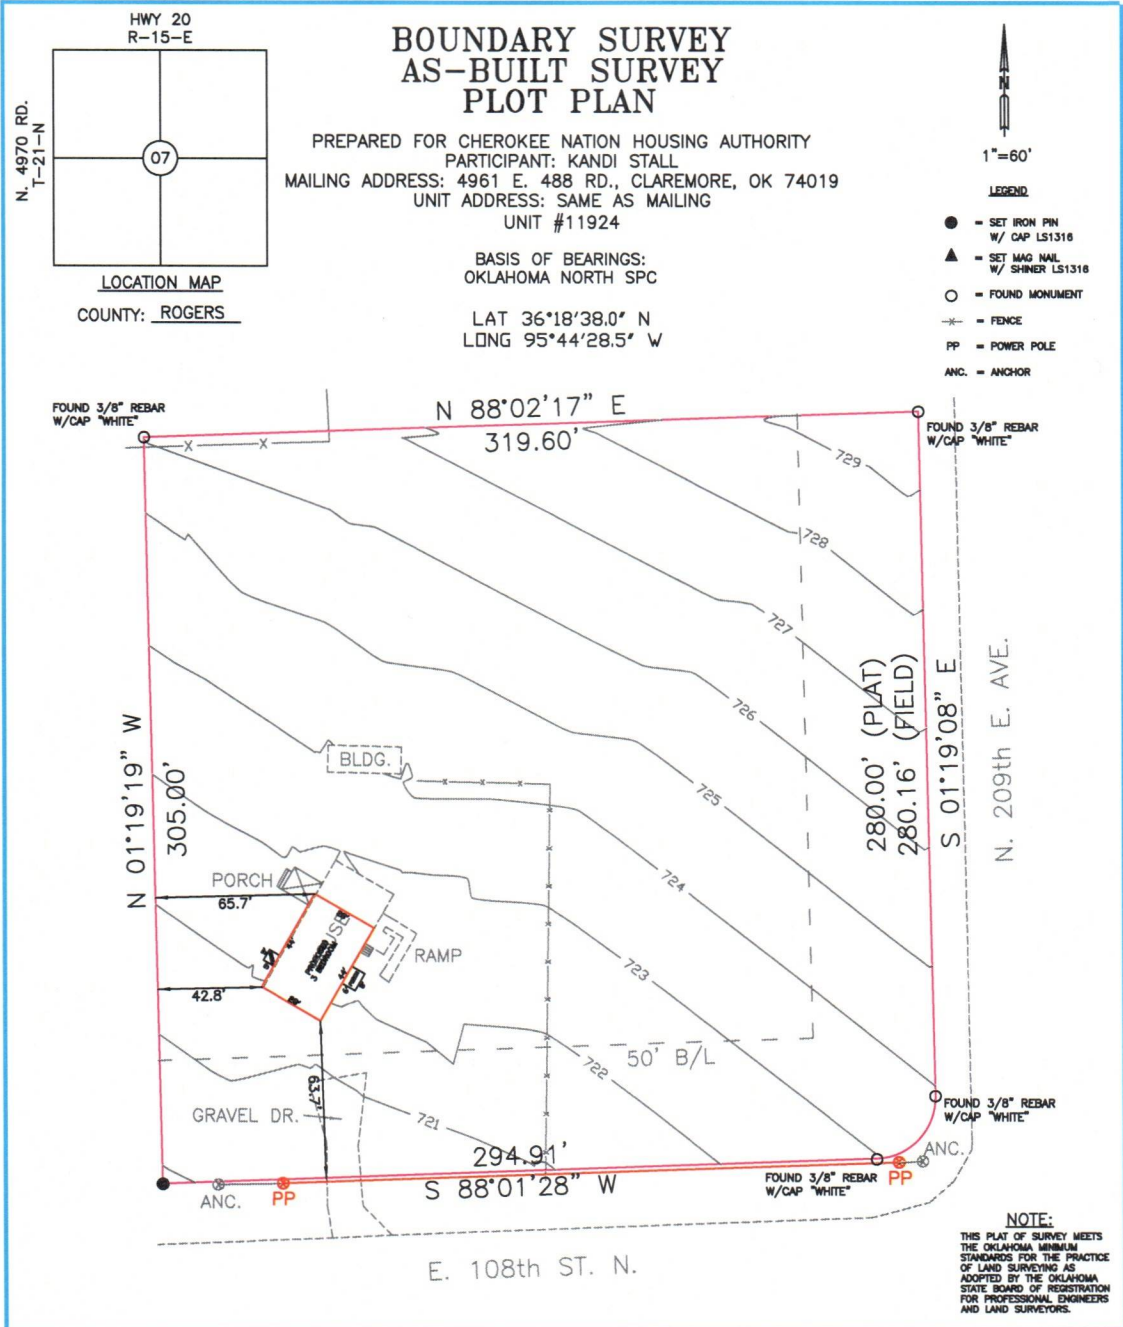 HWY 20
R-15-E
N. 4970 RD.
T-21-N
07
LOCATION MAP
COUNTY: ROGERS
BOUNDARY SURVEY
AS-BUILT SURVEY
PLOT PLAN
PREPARED FOR CHEROKEE NATION HOUSING AUTHORITY
PARTICIPANT: KANDI STALL
MAILING ADDRESS: 4961 E. 488 RD., CLAREMORE, OK 74019
UNIT ADDRESS: SAME AS MAILING
UNIT #11924
BASIS OF BEARINGS:
OKLAHOMA NORTH SPC
LAT 36°18'38.0" N
LONG 95°44'28.5" W
N
1"=60'
LEGEND
= SET IRON PIN
W/ CAP LS1316
= SET MAG NAIL
W/ SHINER LS1316
= FOUND MONUMENT
-x- = FENCE
PP = POWER POLE
ANC. = ANCHOR
FOUND 3/8" REBAR
W/CAP "WHITE"
N 88°02'17" E
319.60'
FOUND 3/8" REBAR
W/CAP "WHITE"
729
728
727
726
725
724
723
722
721
280.00' (PLAT)
280.16' (FIELD)
S 01°19'08" E
N. 209th E. AVE.
N 01°19'19" W
305.00'
BLDG.
PORCH
65.7'
44'
RAMP
44'
42.8'
63.7'
50' B/L
GRAVEL DR.
294.91'
S 88°01'28" W
FOUND 3/8" REBAR
W/CAP "WHITE"
FOUND 3/8" REBAR
W/CAP "WHITE"
ANC.
PP
ANC.
PP
E. 108th ST. N.
NOTE:
THIS PLAT OF SURVEY MEETS
THE OKLAHOMA MINIMUM
STANDARDS FOR THE PRACTICE
OF LAND SURVEYING AS
ADOPTED BY THE OKLAHOMA
STATE BOARD OF REGISTRATION
FOR PROFESSIONAL ENGINEERS
AND LAND SURVEYORS.